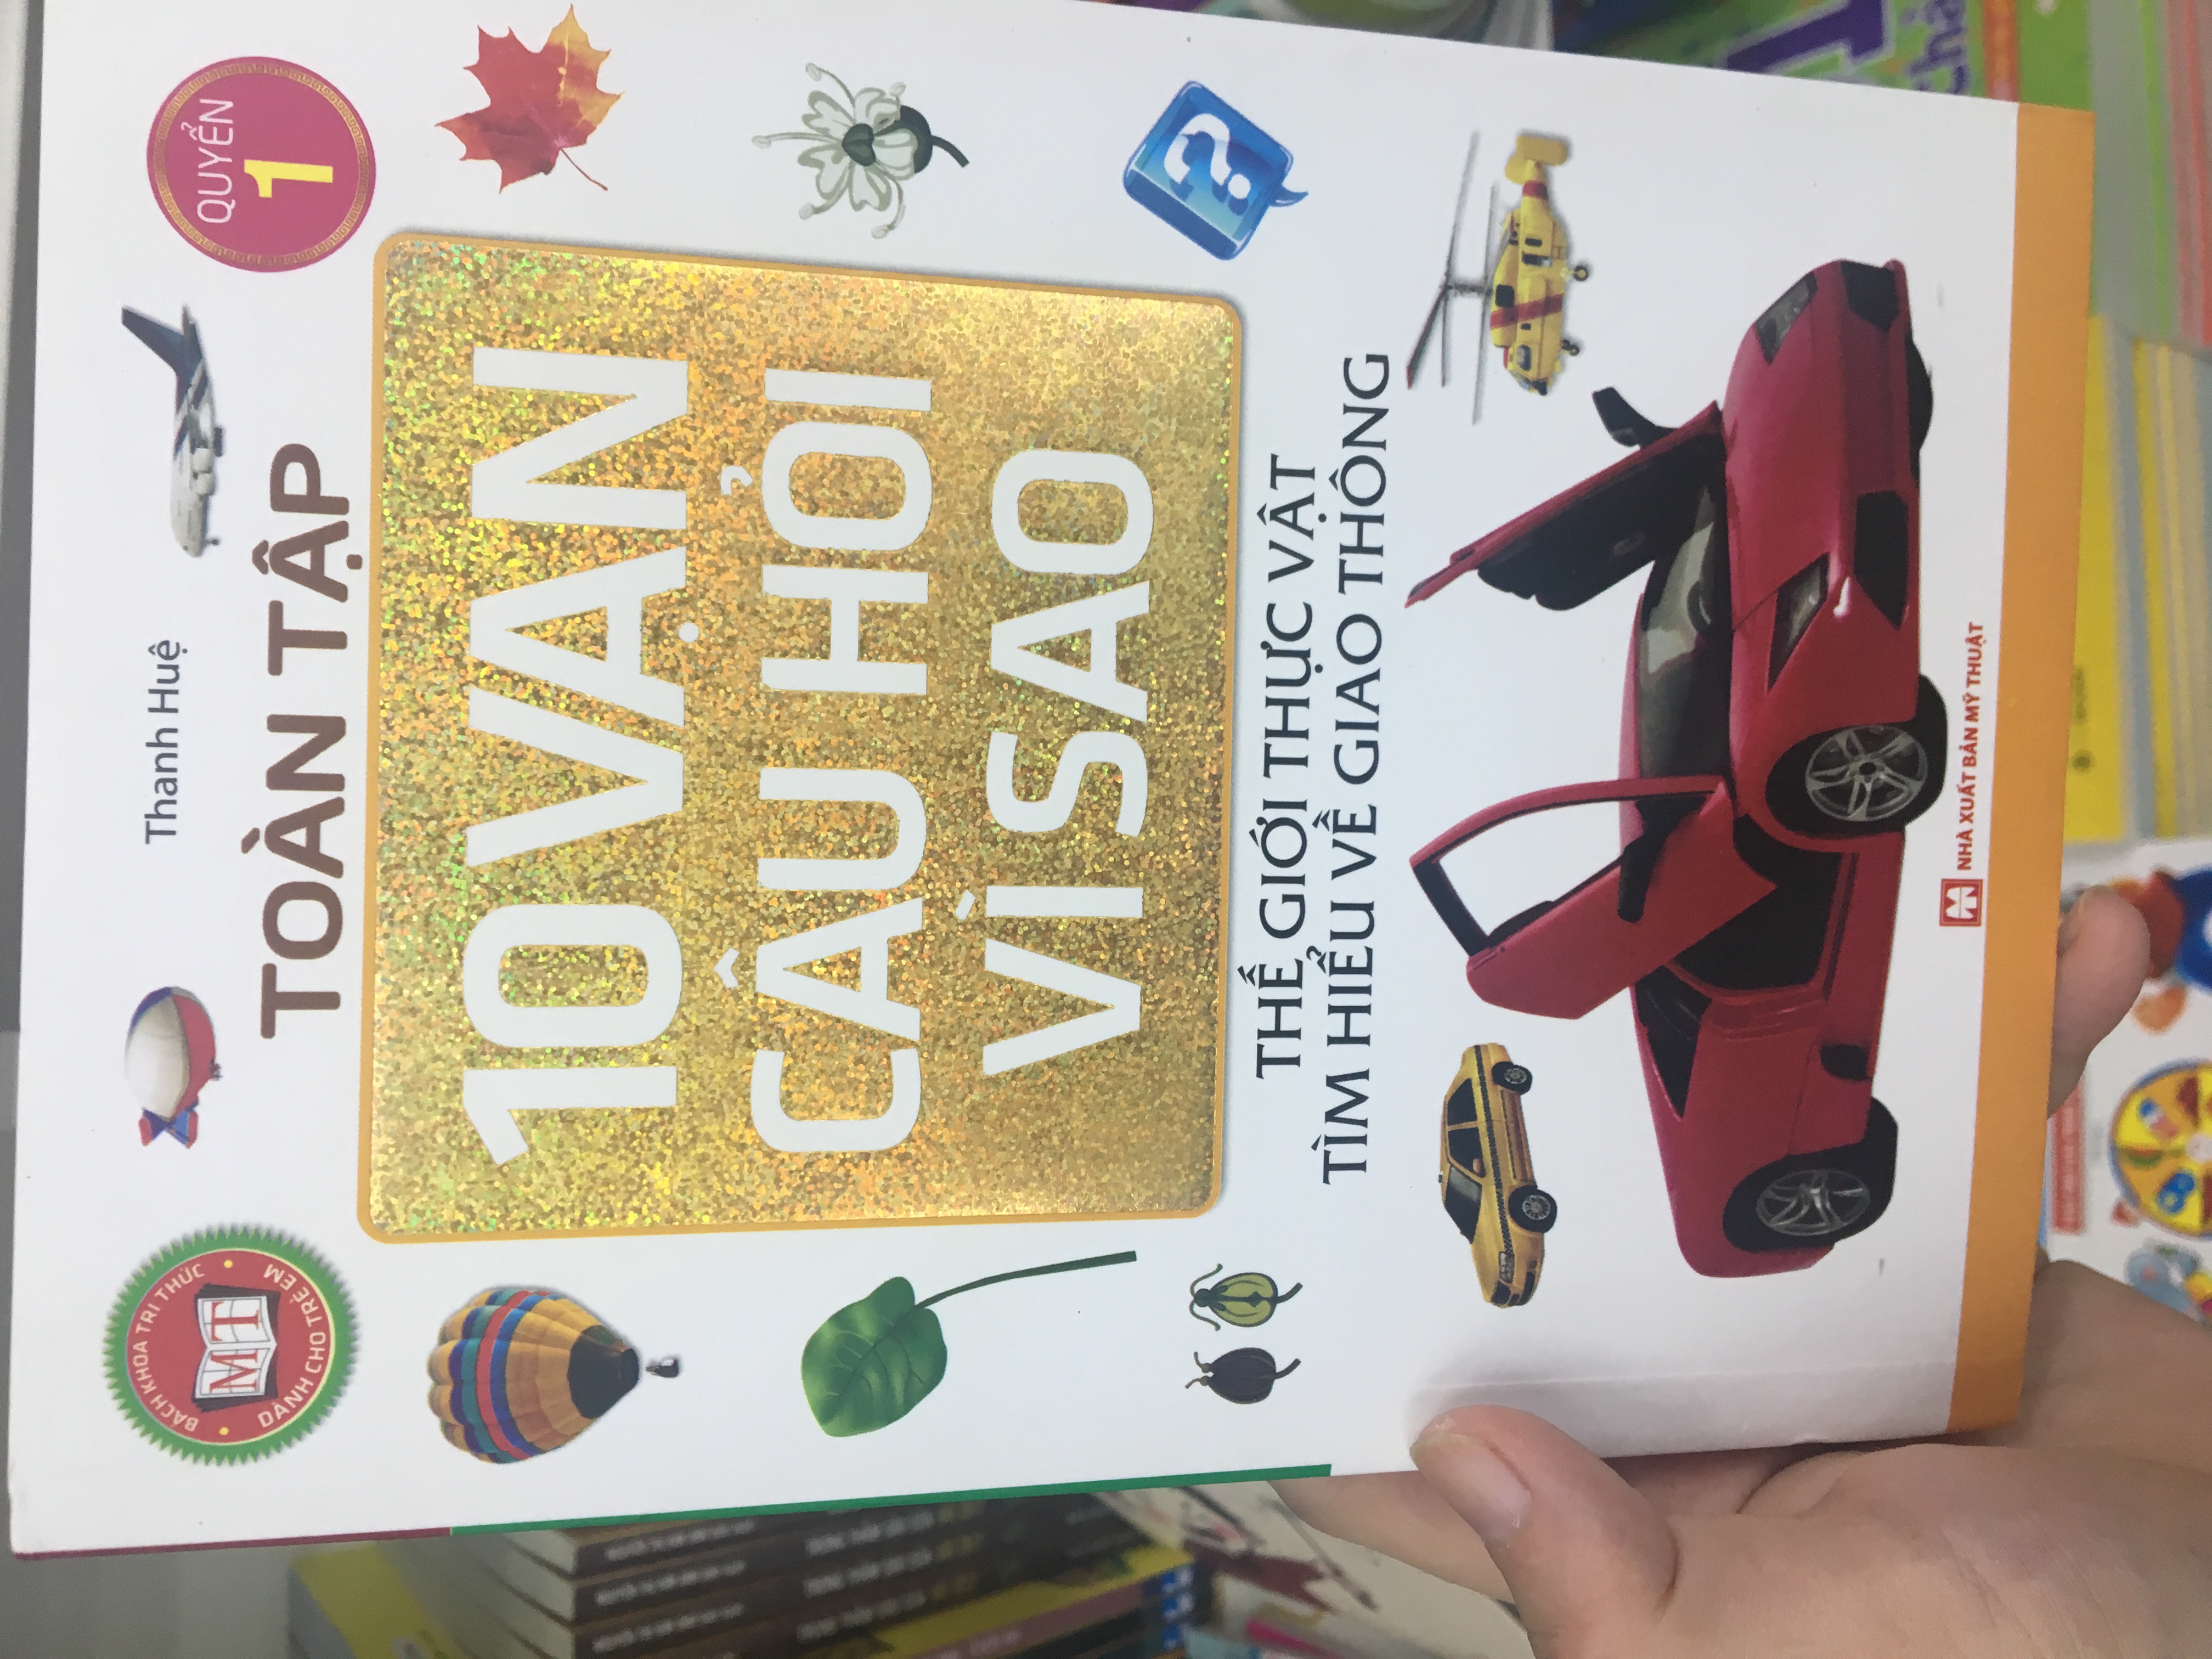 BÁCH KHOA TRI THỨC
MT
DÀNH CHO TRẺ EM
Thanh Huệ
QUYỂN
1
TOÀN TẬP
10 VẠN
CÂU HỎI
VÌ SAO
THẾ GIỚI THỰC VẬT
TÌM HIỂU VỀ GIAO THÔNG
NHÀ XUẤT BẢN MỸ THUẬT